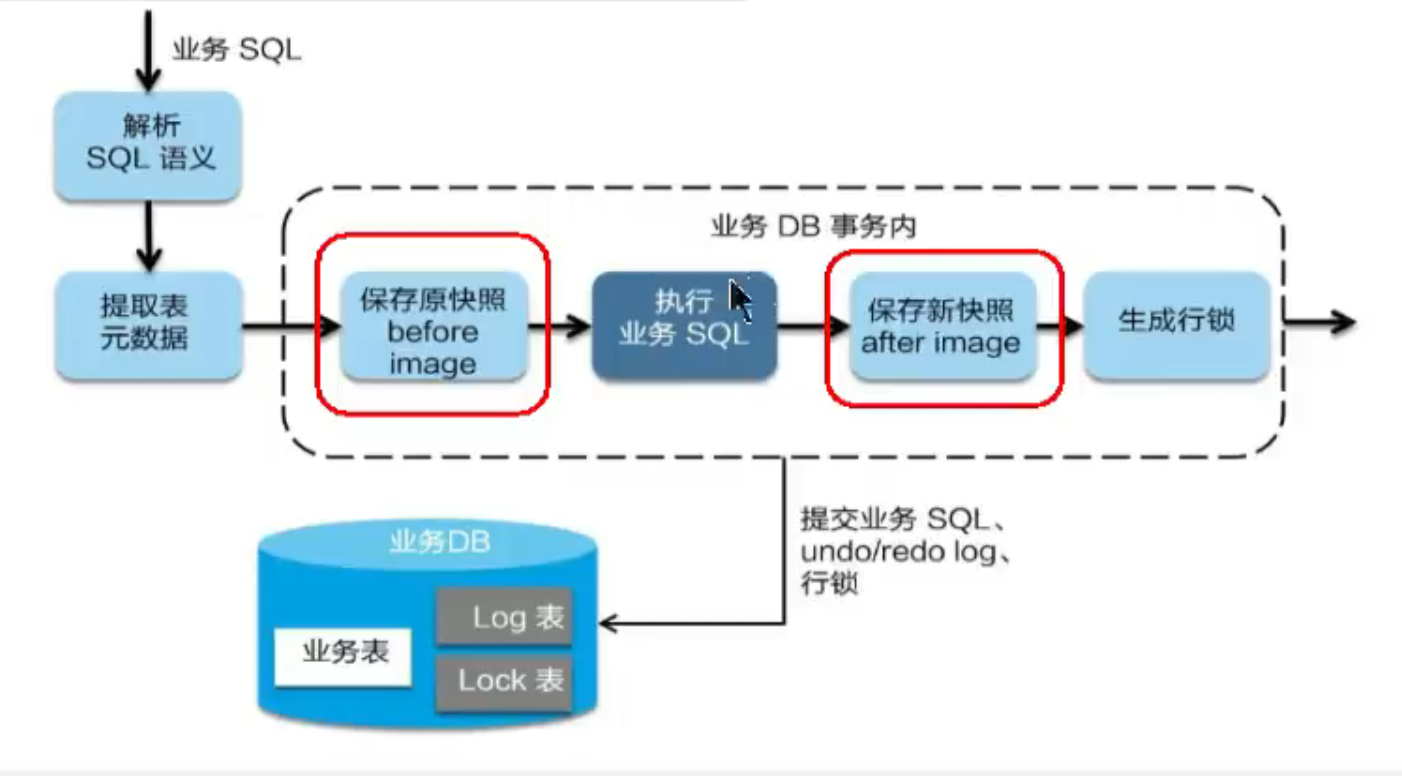 业务 SQL
解析
SQL 语义
业务 DB 事务内
提取表
元数据
保存原快照
before
image
执行
业务 SQL
保存新快照
after image
生成行锁
提交业务 SQL、
undo/redo log、
行锁
业务DB
Log 表
业务表
Lock 表